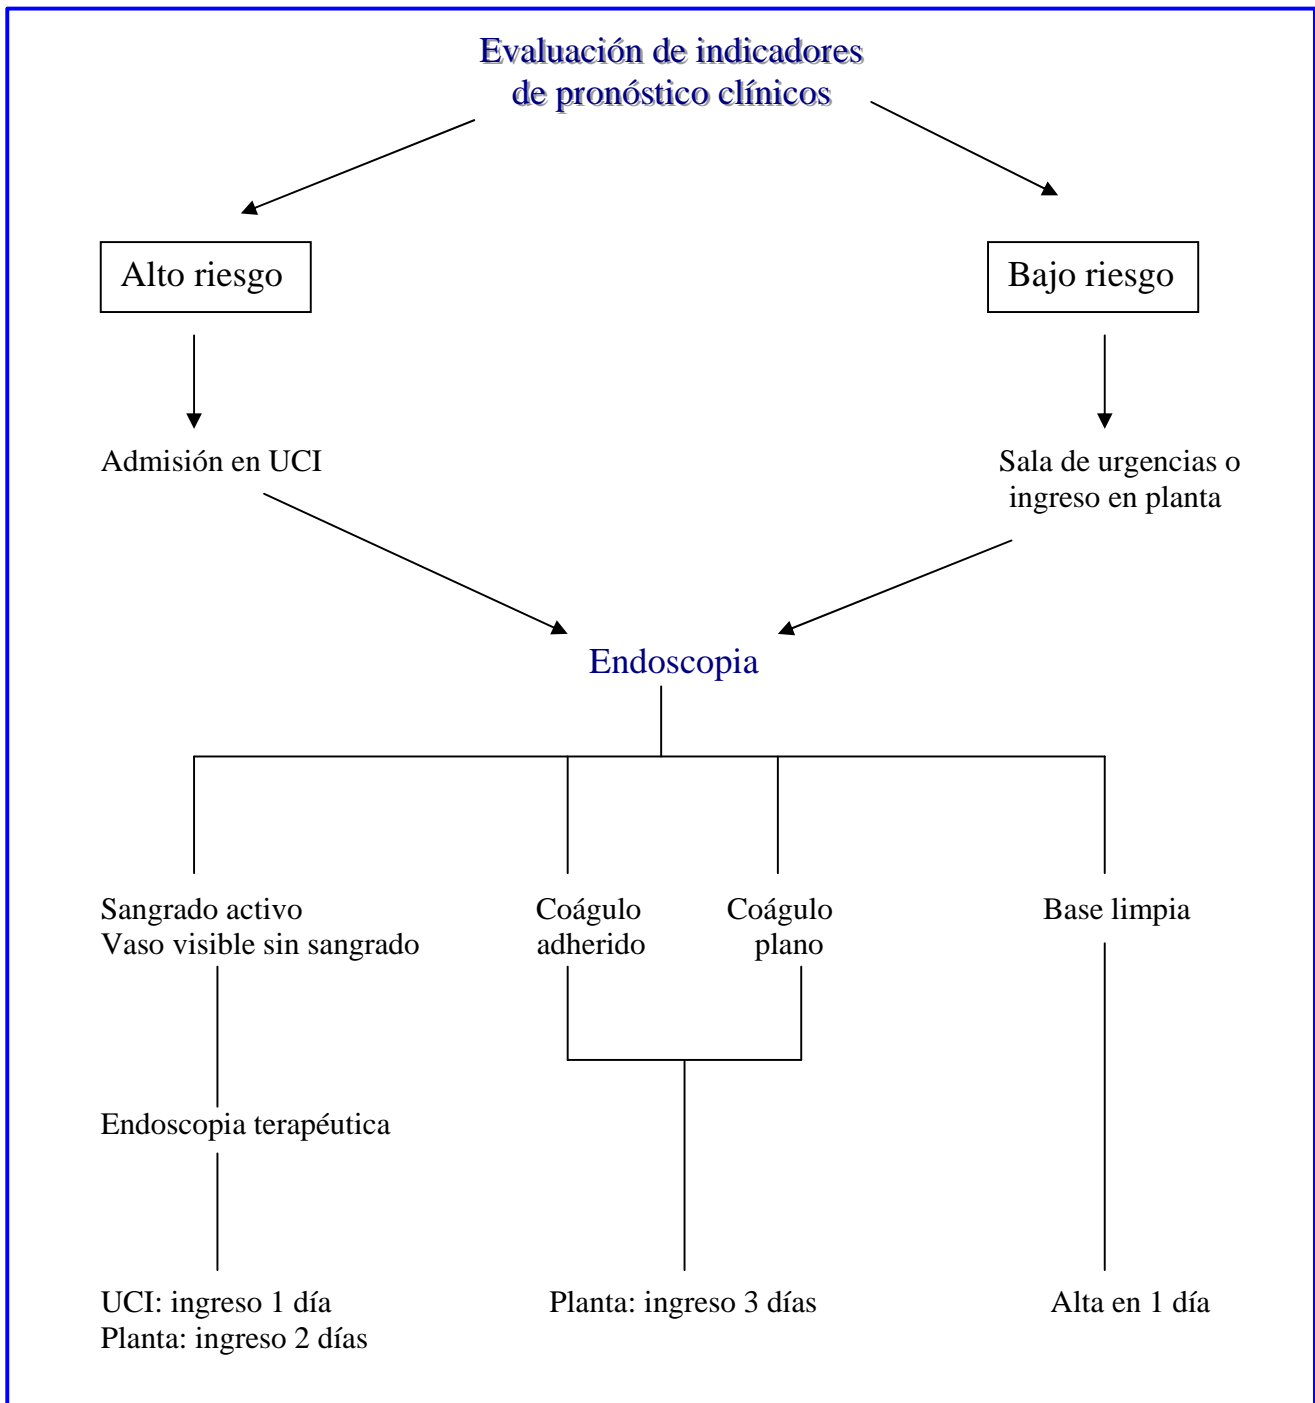 Evaluación de indicadores
de pronóstico clínicos
Alto riesgo
Bajo riesgo
Admisión en UCI
Sala de urgencias o
ingreso en planta
Endoscopia
Sangrado activo
Vaso visible sin sangrado
Coágulo
adherido
Coágulo
plano
Base limpia
Endoscopia terapéutica
UCI: ingreso 1 día
Planta: ingreso 2 días
Planta: ingreso 3 días
Alta en 1 día